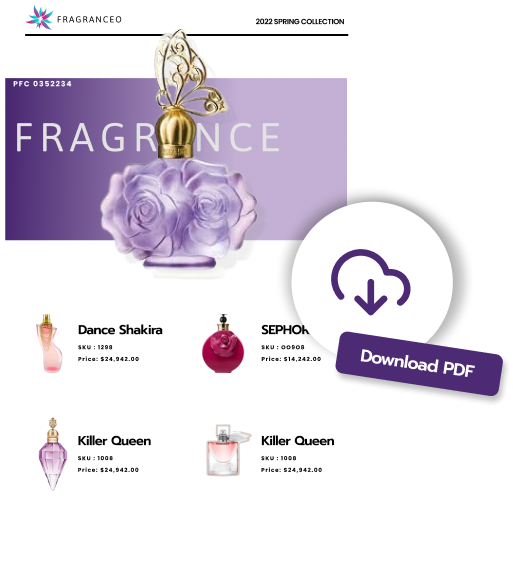 FRAGRANCEO
2022 SPRING COLLECTION
PFC 0352234
FRAGR NCE
Dance Shakira
SKU : 1298
Price: $24,942.00
SEPHOR
SKU : 00908
Price: $14,242.00
Download PDF
Killer Queen
SKU : 1008
Price: $24,942.00
Killer Queen
SKU : 1008
Price: $24,942.00